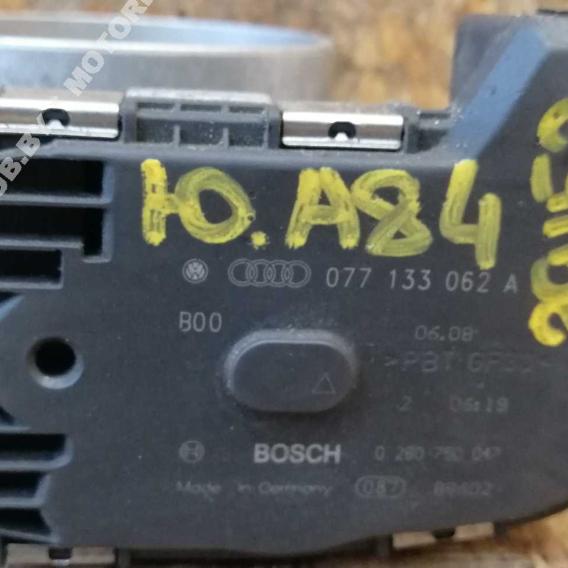 Ю.А84
077 133 062 A
B00
06.08
>PBT GF30<
2 06:19
BOSCH 0 280 750 047
Made in Germany 087